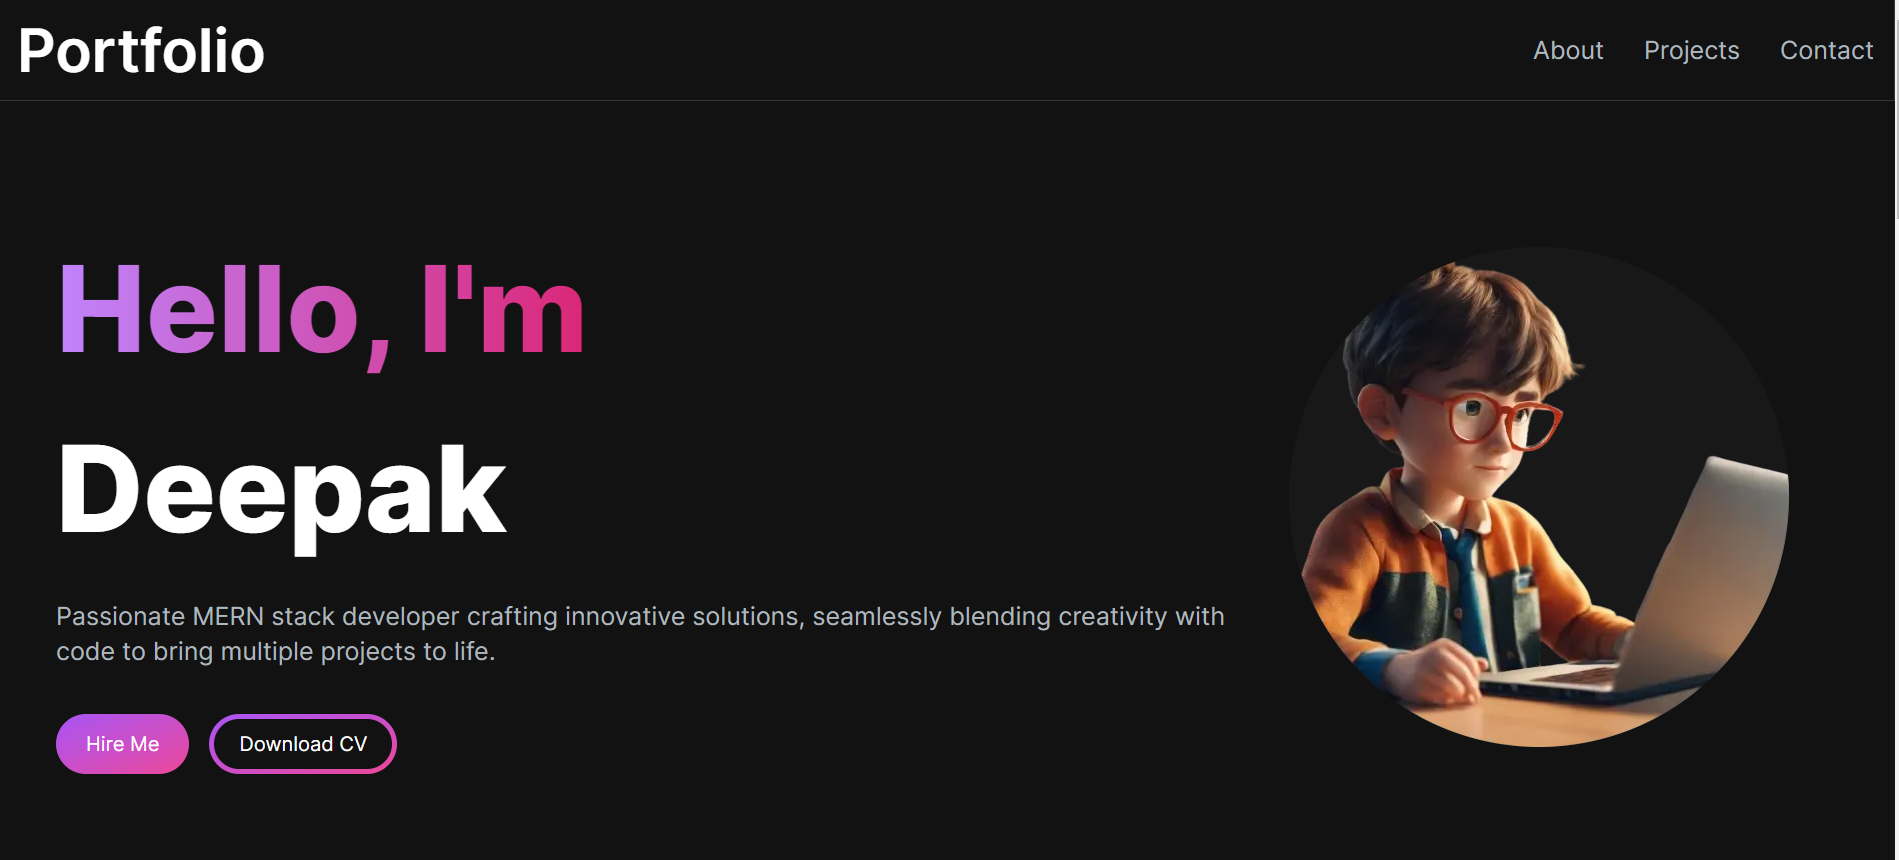 Portfolio
About Projects Contact
Hello, I'm
Deepak
Passionate MERN stack developer crafting innovative solutions, seamlessly blending creativity with
code to bring multiple projects to life.
Hire Me
Download CV